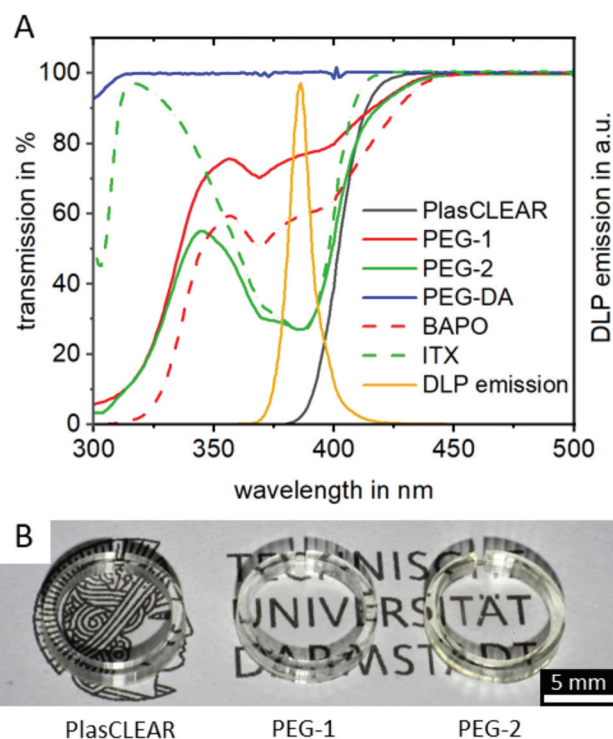 A
transmission in %
DLP emission in a.u.
100
80
60
40
20
0
PlasCLEAR
PEG-1
PEG-2
PEG-DA
BAPO
ITX
DLP emission
300
350
400
450
500
wavelength in nm
B
TECHNISCHE
UNIVERSITÄT
DARMSTADT
5 mm
PlasCLEAR
PEG-1
PEG-2